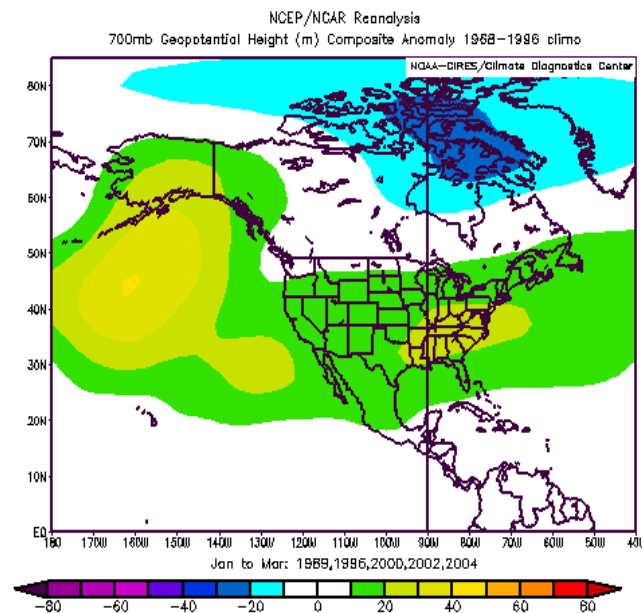 NCEP/NCAR Reanalysis
700mb Geopotential Height (m) Composite Anomaly 1968-1996 climo
NOAA-CIRES/Climate Diagnostics Center
80N
70N
60N
50N
40N
30N
20N
10N
EQ
180 170W 160W 150W 140W 130W 120W 110W 100W 90W 80W 70W 60W 50W 40
Jan to Mar: 1969,1996,2000,2002,2004
-80 -60 -40 -20 0 20 40 60 80